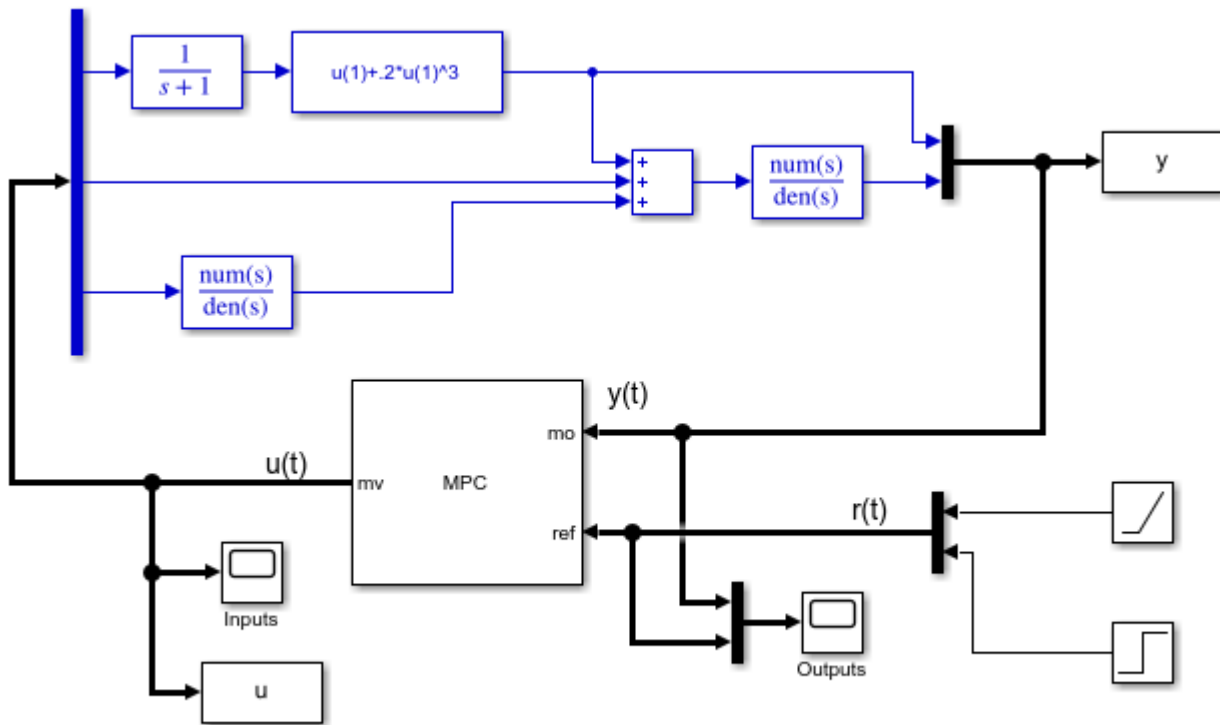 1
s + 1
u(1)+.2*u(1)^3
+
+
+
num(s)
den(s)
y
num(s)
den(s)
y(t)
mo
u(t)
mv
MPC
r(t)
ref
Inputs
Outputs
u